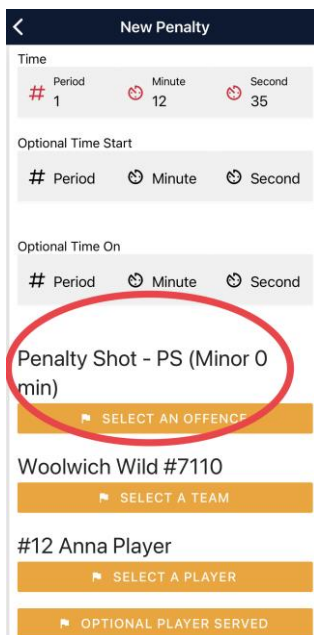 New Penalty
Time
Period Minute Second
# 1 12 35
Optional Time Start
# Period Minute Second
Optional Time On
# Period Minute Second
Penalty Shot - PS (Minor 0
min)
SELECT AN OFFENCE
Woolwich Wild #7110
SELECT A TEAM
#12 Anna Player
SELECT A PLAYER
OPTIONAL PLAYER SERVED